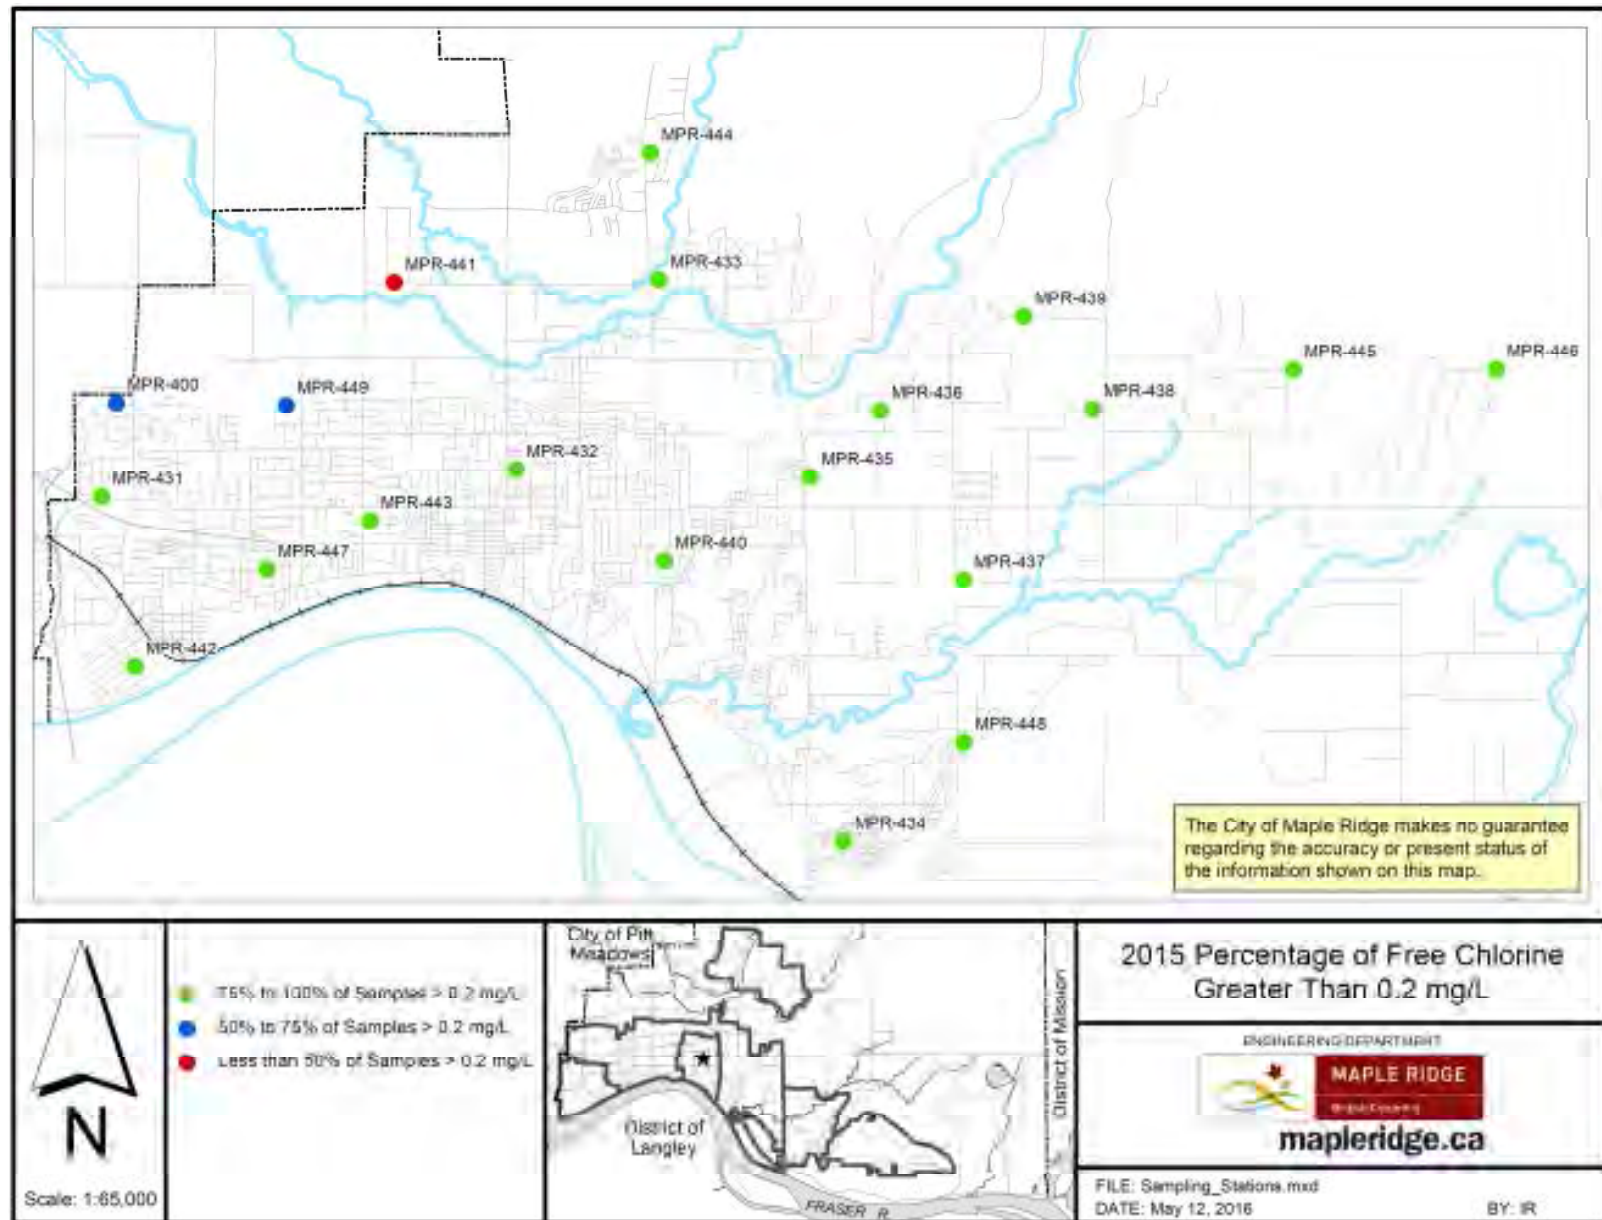 MPR-444
MPR-441
MPR-433
MPR-439
MPR-445
MPR-446
MPR-400
MPR-449
MPR-436
MPR-438
MPR-432
MPR-435
MPR-431
MPR-443
MPR-440
MPR-447
MPR-437
MPR-442
MPR-448
MPR-434
The City of Maple Ridge makes no guarantee
regarding the accuracy or present status of
the information shown on this map.
N
Scale: 1:65,000
75% to 100% of Samples > 0.2 mg/L
50% to 75% of Samples > 0.2 mg/L
Less than 50% of Samples > 0.2 mg/L
City of Pitt
Meadows
District of
Langley
District of Mission
FRASER R.
2015 Percentage of Free Chlorine
Greater Than 0.2 mg/L
ENGINEERING DEPARTMENT
MAPLE RIDGE
British Columbia
mapleridge.ca
FILE: Sampling_Stations.mxd
DATE: May 12, 2016
BY: IR